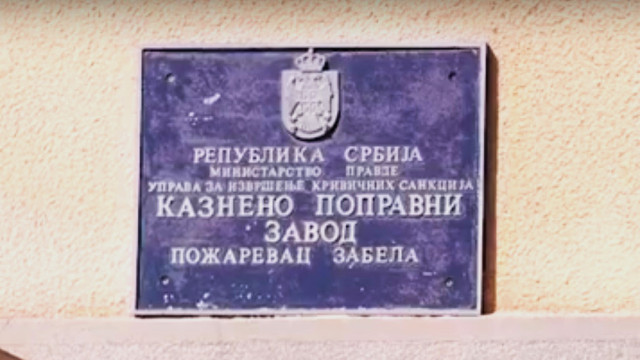 РЕПУБЛИКА СРБИЈА
МИНИСТАРСТВО ПРАВДЕ
УПРАВА ЗА ИЗВРШЕЊЕ КРИВИЧНИХ САНКЦИЈА
КАЗНЕНО ПОПРАВНИ
ЗАВОД
ПОЖАРЕВАЦ ЗАБЕЛА